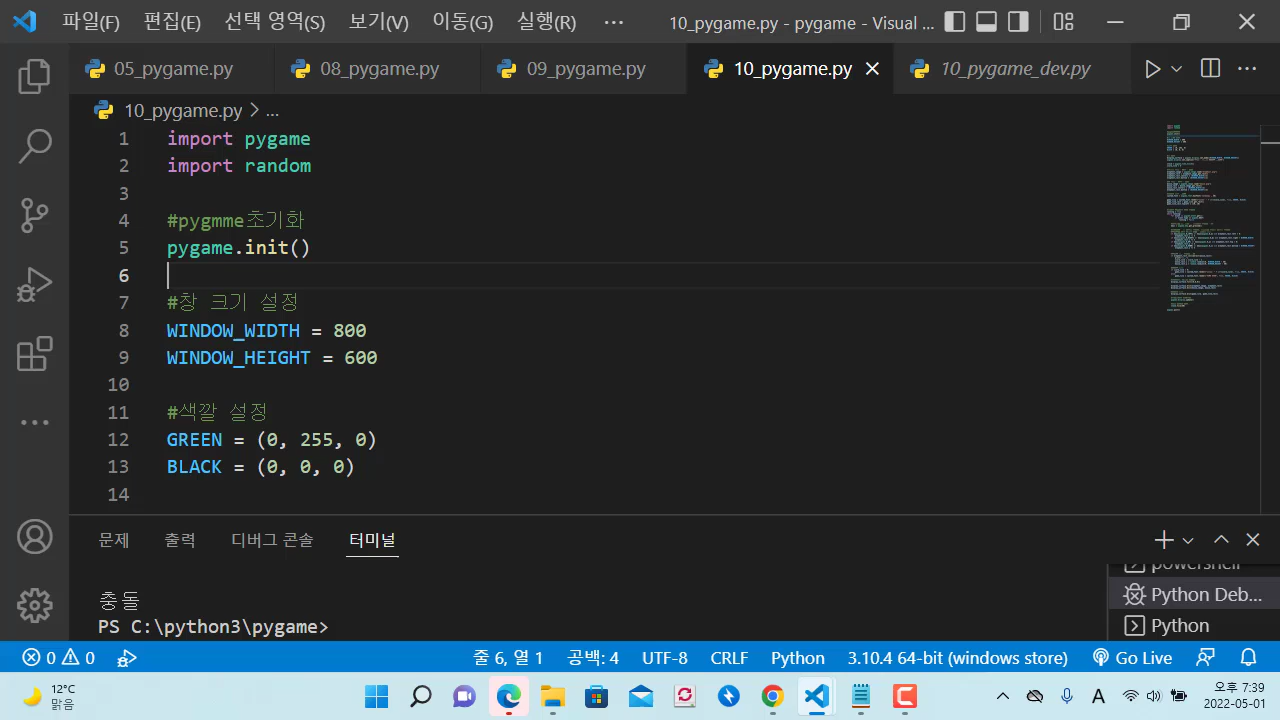 파일(F) 편집(E) 선택 영역(S) 보기(V) 이동(G) 실행(R) ··· 10_pygame.py - pygame - Visual ...
05_pygame.py 08_pygame.py 09_pygame.py 10_pygame.py 10_pygame_dev.py
10_pygame.py > ...
1 import pygame
2 import random
3
4 #pygmme초기화
5 pygame.init()
6
7 #창 크기 설정
8 WINDOW_WIDTH = 800
9 WINDOW_HEIGHT = 600
10
11 #색깔 설정
12 GREEN = (0, 255, 0)
13 BLACK = (0, 0, 0)
14
문제 출력 디버그 콘솔 터미널
powershell
충돌
Python Deb...
PS C:\python3\pygame>
Python
0 0 줄 6, 열 1 공백: 4 UTF-8 CRLF Python 3.10.4 64-bit (windows store) Go Live
12°C
맑음
A
오후 7:39
2022-05-01